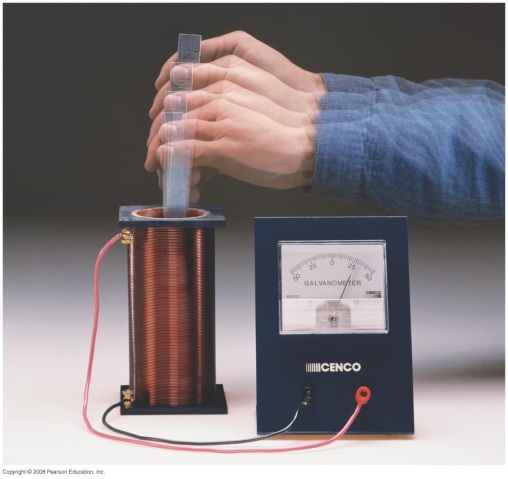 50 25 0 25 50
GALVANOMETER
CENCO
CENCO
Copyright © 2008 Pearson Education, Inc.